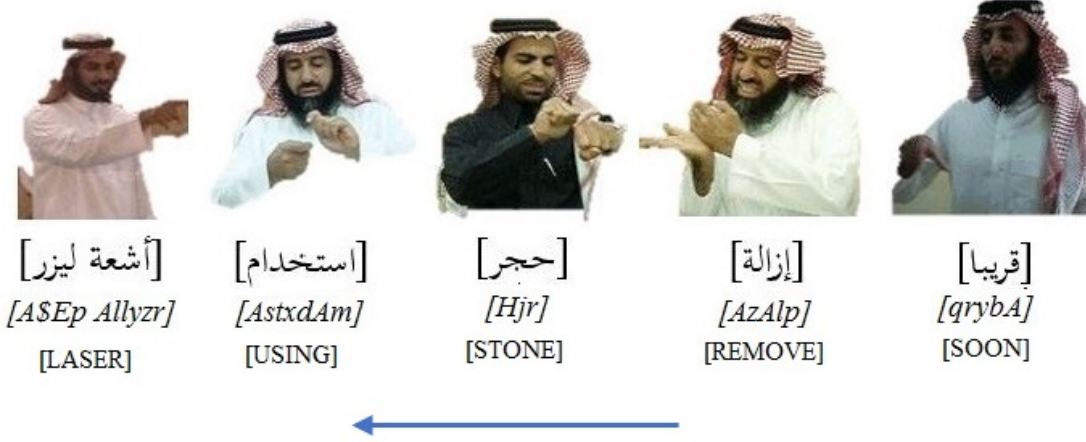 [قريبا] [إزالة] [حجر] [استخدام] [أشعة ليزر]
[A$Ep Allyzr] [AstxdAm] [Hjr] [AzAlp] [qrybA]
[LASER] [USING] [STONE] [REMOVE] [SOON]